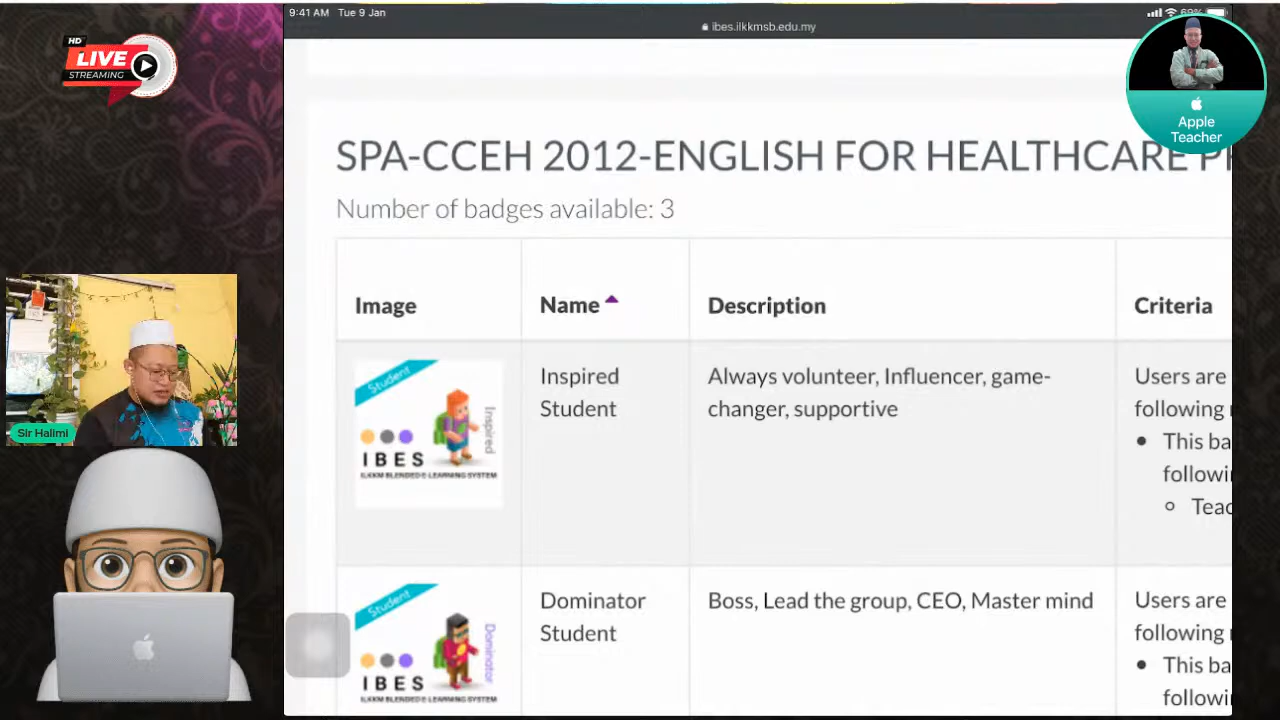 9:41 AM Tue 9 Jan
69%
ibes.ilkkmsb.edu.my
HD
LIVE
STREAMING
Apple
Teacher
SPA-CCEH 2012-ENGLISH FOR HEALTHCARE
Number of badges available: 3
Image Name Description Criteria
Student
Inspired
IBES
ILKKM BLENDED E-LEARNING SYSTEM
Inspired
Student
Always volunteer, Influencer, game-
changer, supportive
Users are
following
This ba
followi
Teac
Sir Halimi
Student
Dominator
IBES
ILKKM BLENDED E-LEARNING SYSTEM
Dominator
Student
Boss, Lead the group, CEO, Master mind
Users are
following
This ba
followi